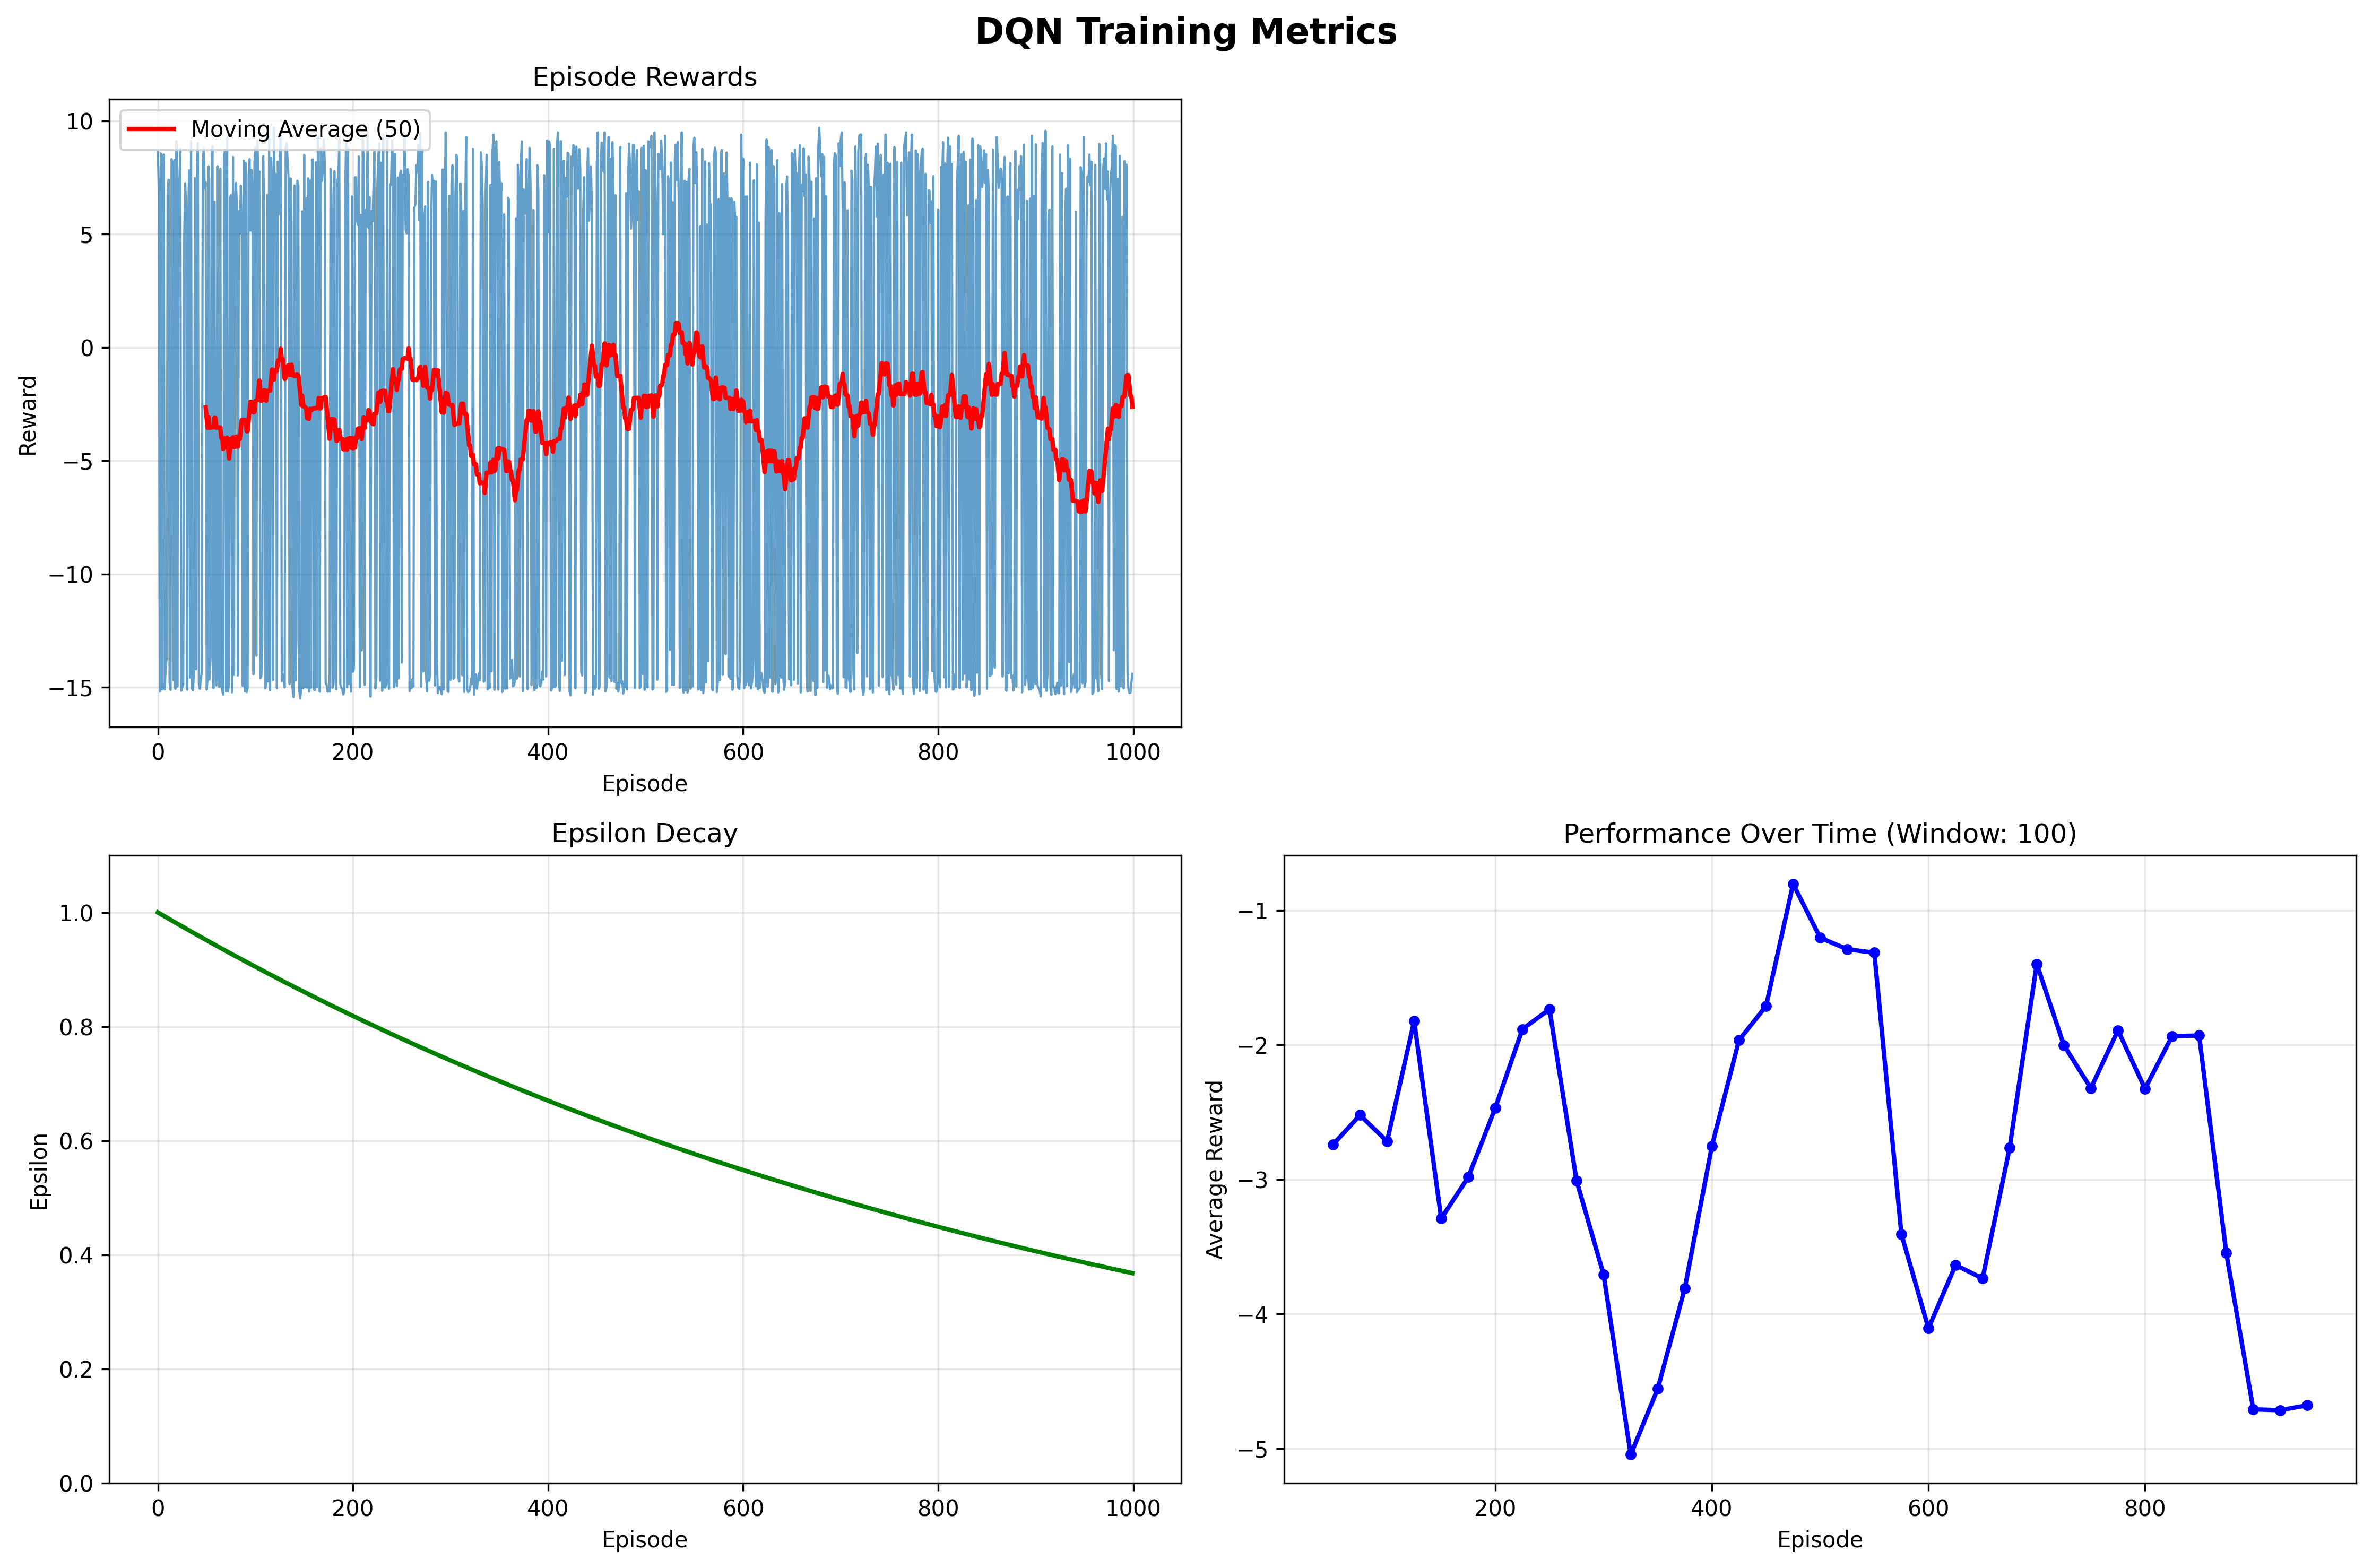 DQN Training Metrics
Episode Rewards
Moving Average (50)
10
5
0
−5
−10
−15
Reward
0 200 400 600 800 1000
Episode
Epsilon Decay
1.0
0.8
0.6
0.4
0.2
0.0
Epsilon
0 200 400 600 800 1000
Episode
Performance Over Time (Window: 100)
−1
−2
−3
−4
−5
Average Reward
200 400 600 800
Episode